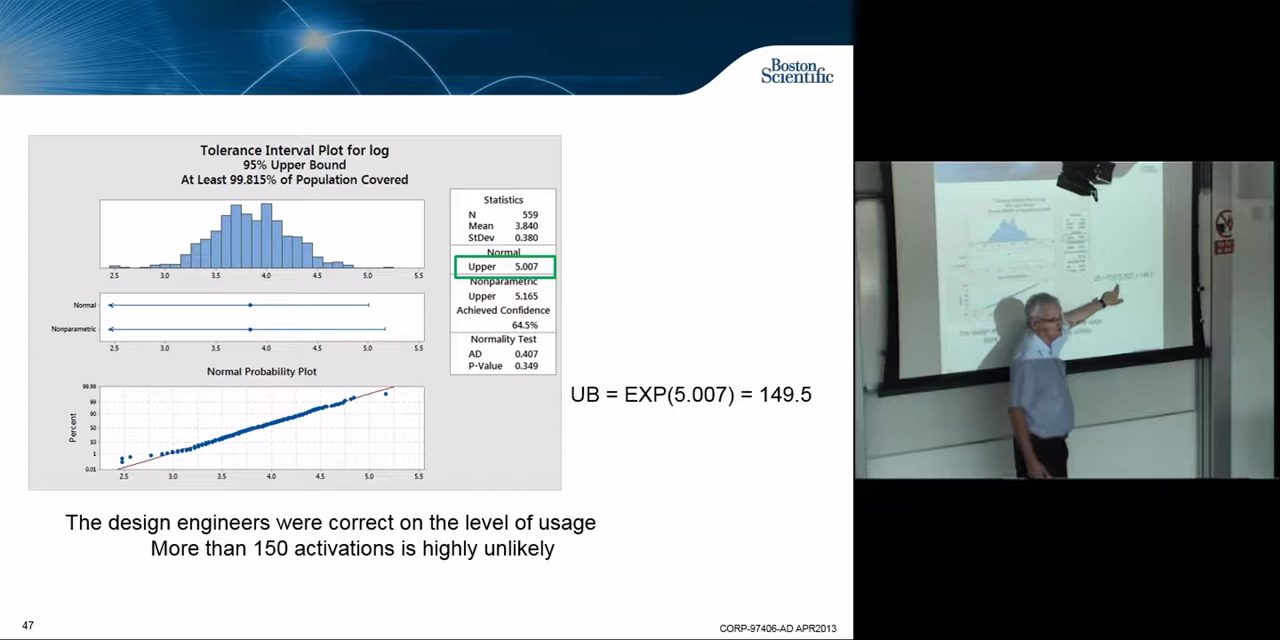 Boston
Scientific
Tolerance Interval Plot for log
95% Upper Bound
At Least 99.815% of Population Covered
2.5 3.0 3.5 4.0 4.5 5.0 5.5
Normal
Nonparametric
2.5 3.0 3.5 4.0 4.5 5.0 5.5
Normal Probability Plot
Percent
99.99
99
90
50
10
1
0.01
2.5 3.0 3.5 4.0 4.5 5.0 5.5
Statistics
N 559
Mean 3.840
StDev 0.380
Normal
Upper 5.007
Nonparametric
Upper 5.165
Achieved Confidence
64.5%
Normality Test
AD 0.407
P-Value 0.349
UB = EXP(5.007) = 149.5
The design engineers were correct on the level of usage
More than 150 activations is highly unlikely
47
CORP-97406-AD APR2013